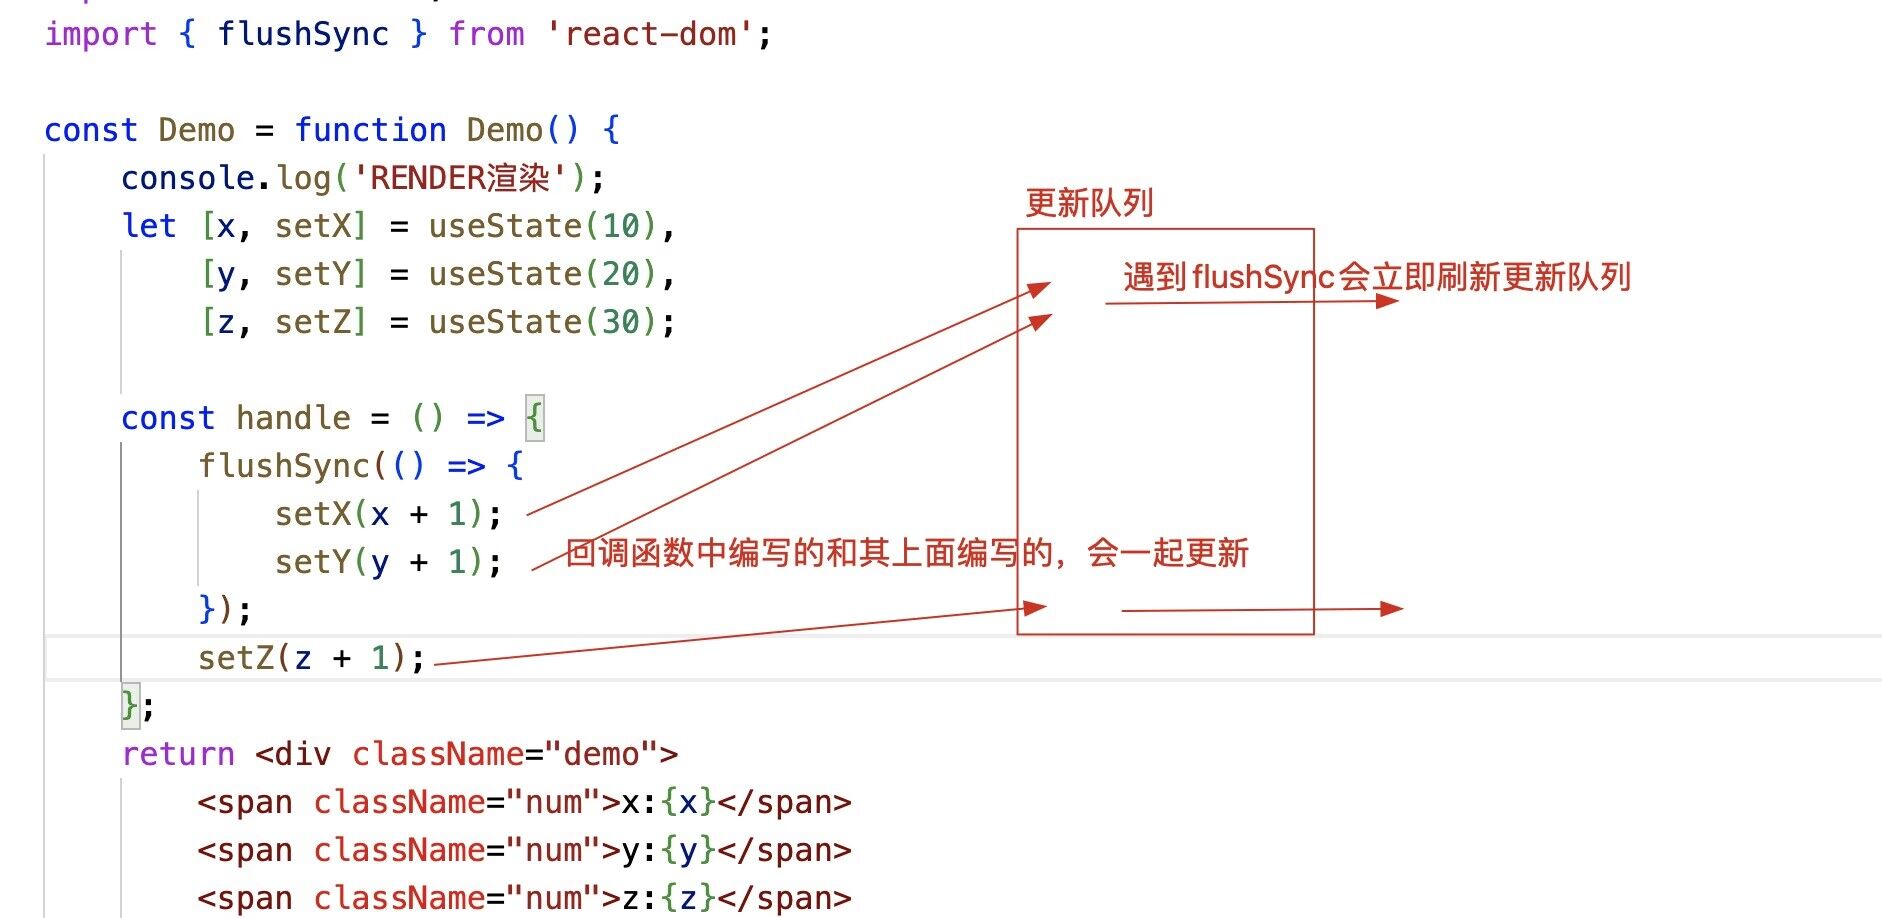 import { flushSync } from 'react-dom';
const Demo = function Demo() {
console.log('RENDER渲染');
let [x, setX] = useState(10),
[y, setY] = useState(20),
[z, setZ] = useState(30);
const handle = () => {
flushSync(() => {
setX(x + 1);
setY(y + 1);
});
setZ(z + 1);
};
return <div className="demo">
<span className="num">x:{x}</span>
<span className="num">y:{y}</span>
<span className="num">z:{z}</span>
更新队列
遇到flushSync会立即刷新更新队列
回调函数中编写的和其上面编写的，会一起更新